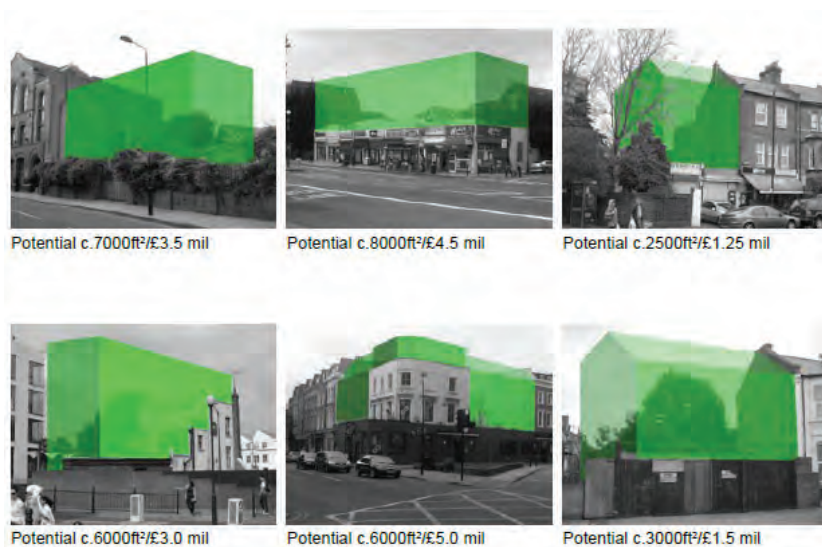 Potential c.7000ft²/£3.5 mil
Potential c.8000ft²/£4.5 mil
Potential c.2500ft²/£1.25 mil
Potential c.6000ft²/£3.0 mil
Potential c.6000ft²/£5.0 mil
Potential c.3000ft²/£1.5 mil